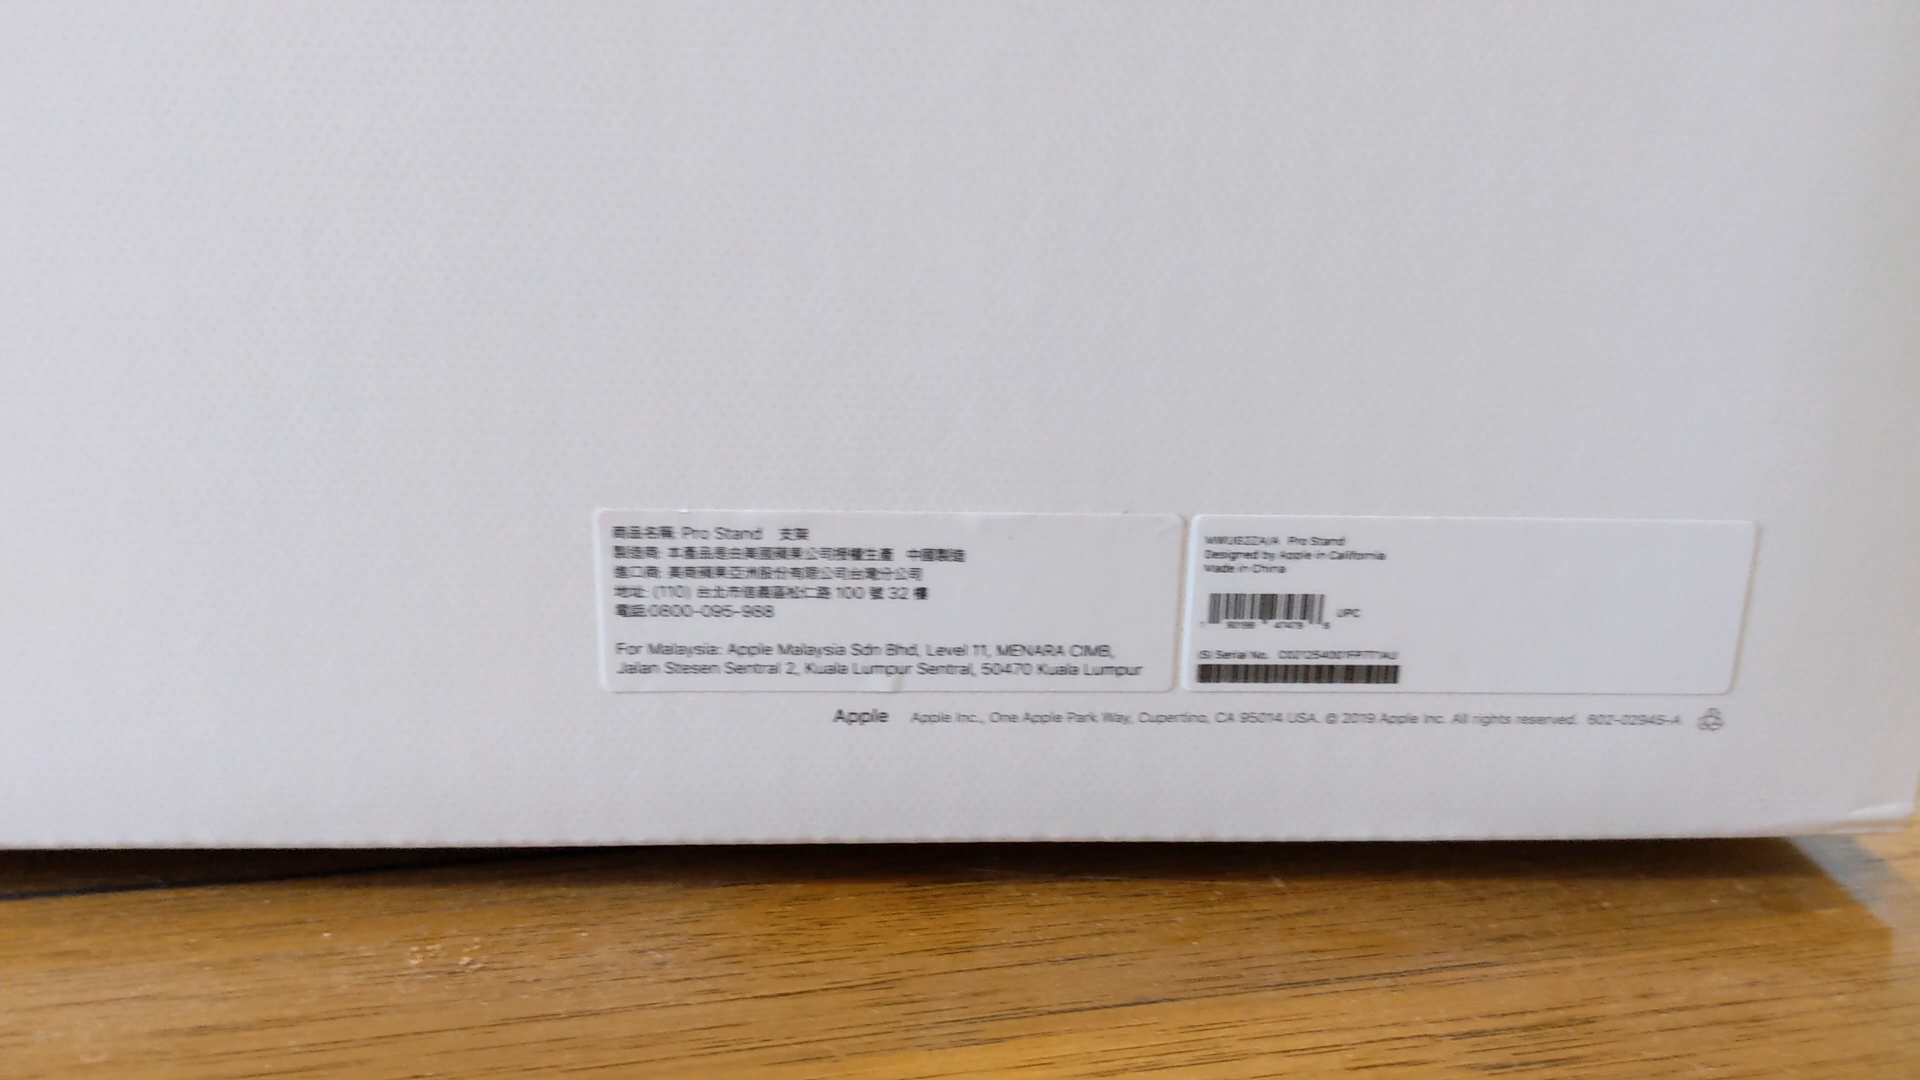 商品名稱: Pro Stand 支架
製造商: 本產品是由美國蘋果公司授權生產 中國製造
進口商: 美商蘋果亞洲股份有限公司台灣分公司
地址: (110) 台北市信義區松仁路 100 號 32 樓
電話:0800-095-988
For Malaysia: Apple Malaysia Sdn Bhd, Level 11, MENARA CIMB,
Jalan Stesen Sentral 2, Kuala Lumpur Sentral, 50470 Kuala Lumpur
Pro Stand
Designed by Apple in California
Made in China
UPC
(S) Serial No.
Apple Apple Inc., One Apple Park Way, Cupertino, CA 95014 USA. © 2019 Apple Inc. All rights reserved. 602-02945-A